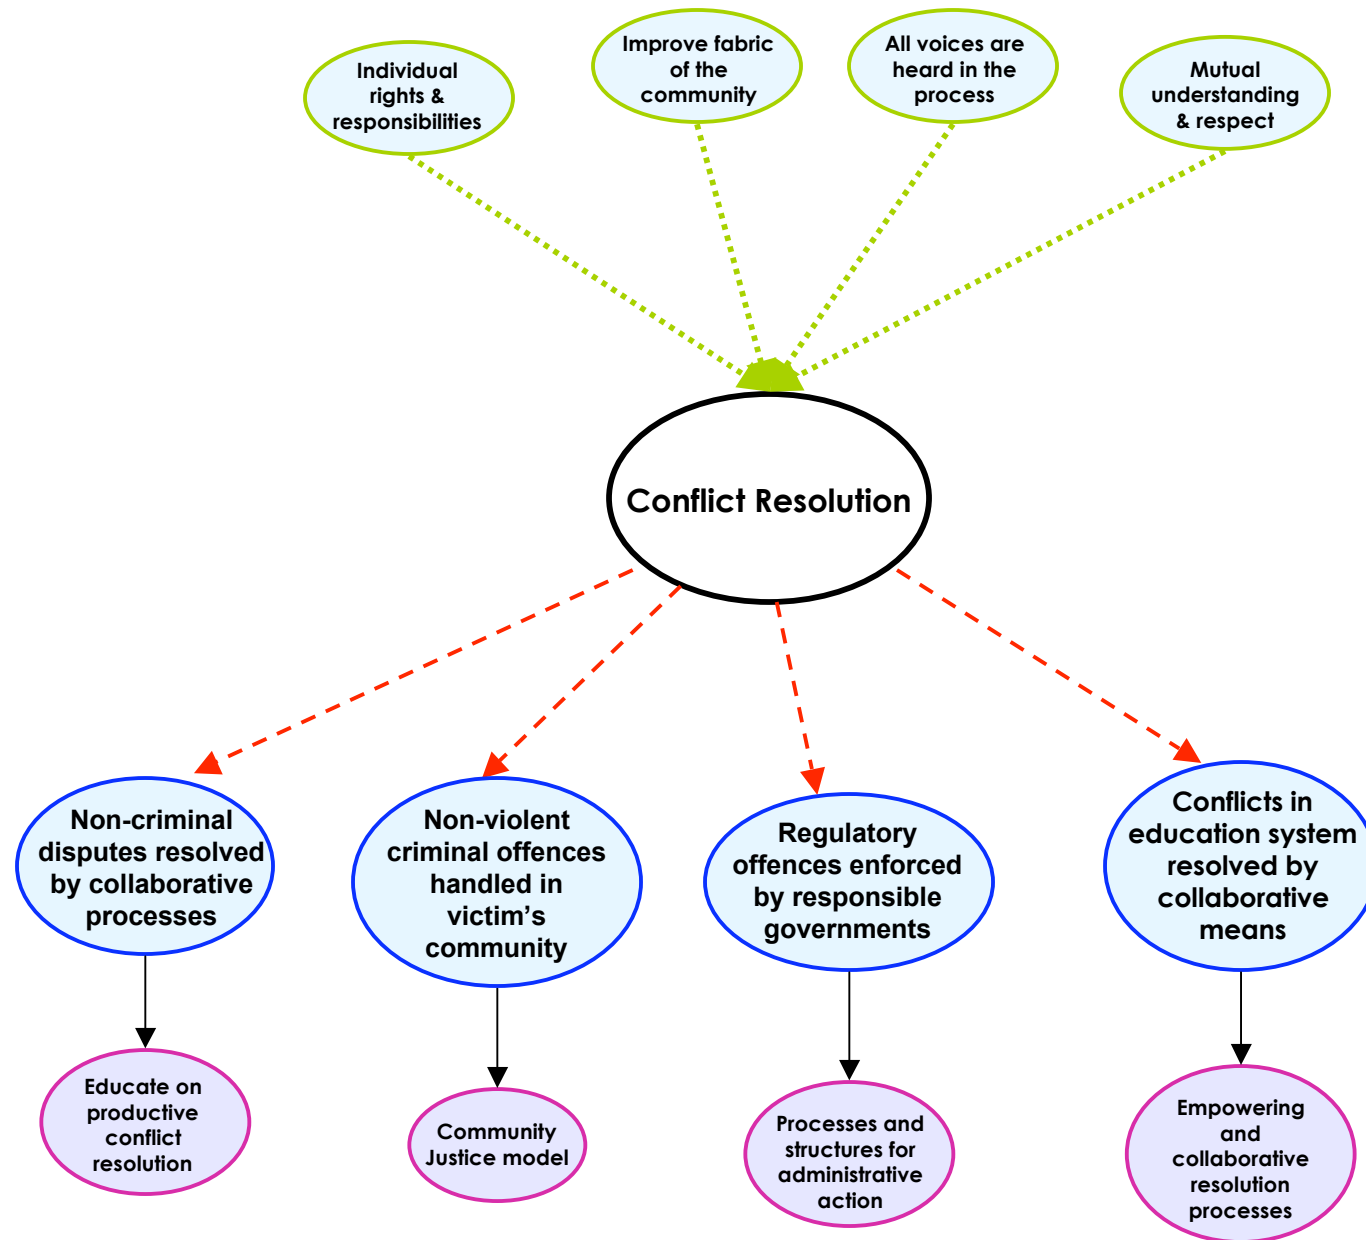 Individual
rights &
responsibilities
Improve fabric
of the
community
All voices are
heard in the
process
Mutual
understanding
& respect
Conflict Resolution
Non-criminal
disputes resolved
by collaborative
processes
Non-violent
criminal offences
handled in
victim's
community
Regulatory
offences enforced
by responsible
governments
Conflicts in
education system
resolved by
collaborative
means
Educate on
productive
conflict
resolution
Community
Justice model
Processes and
structures for
administrative
action
Empowering
and
collaborative
resolution
processes